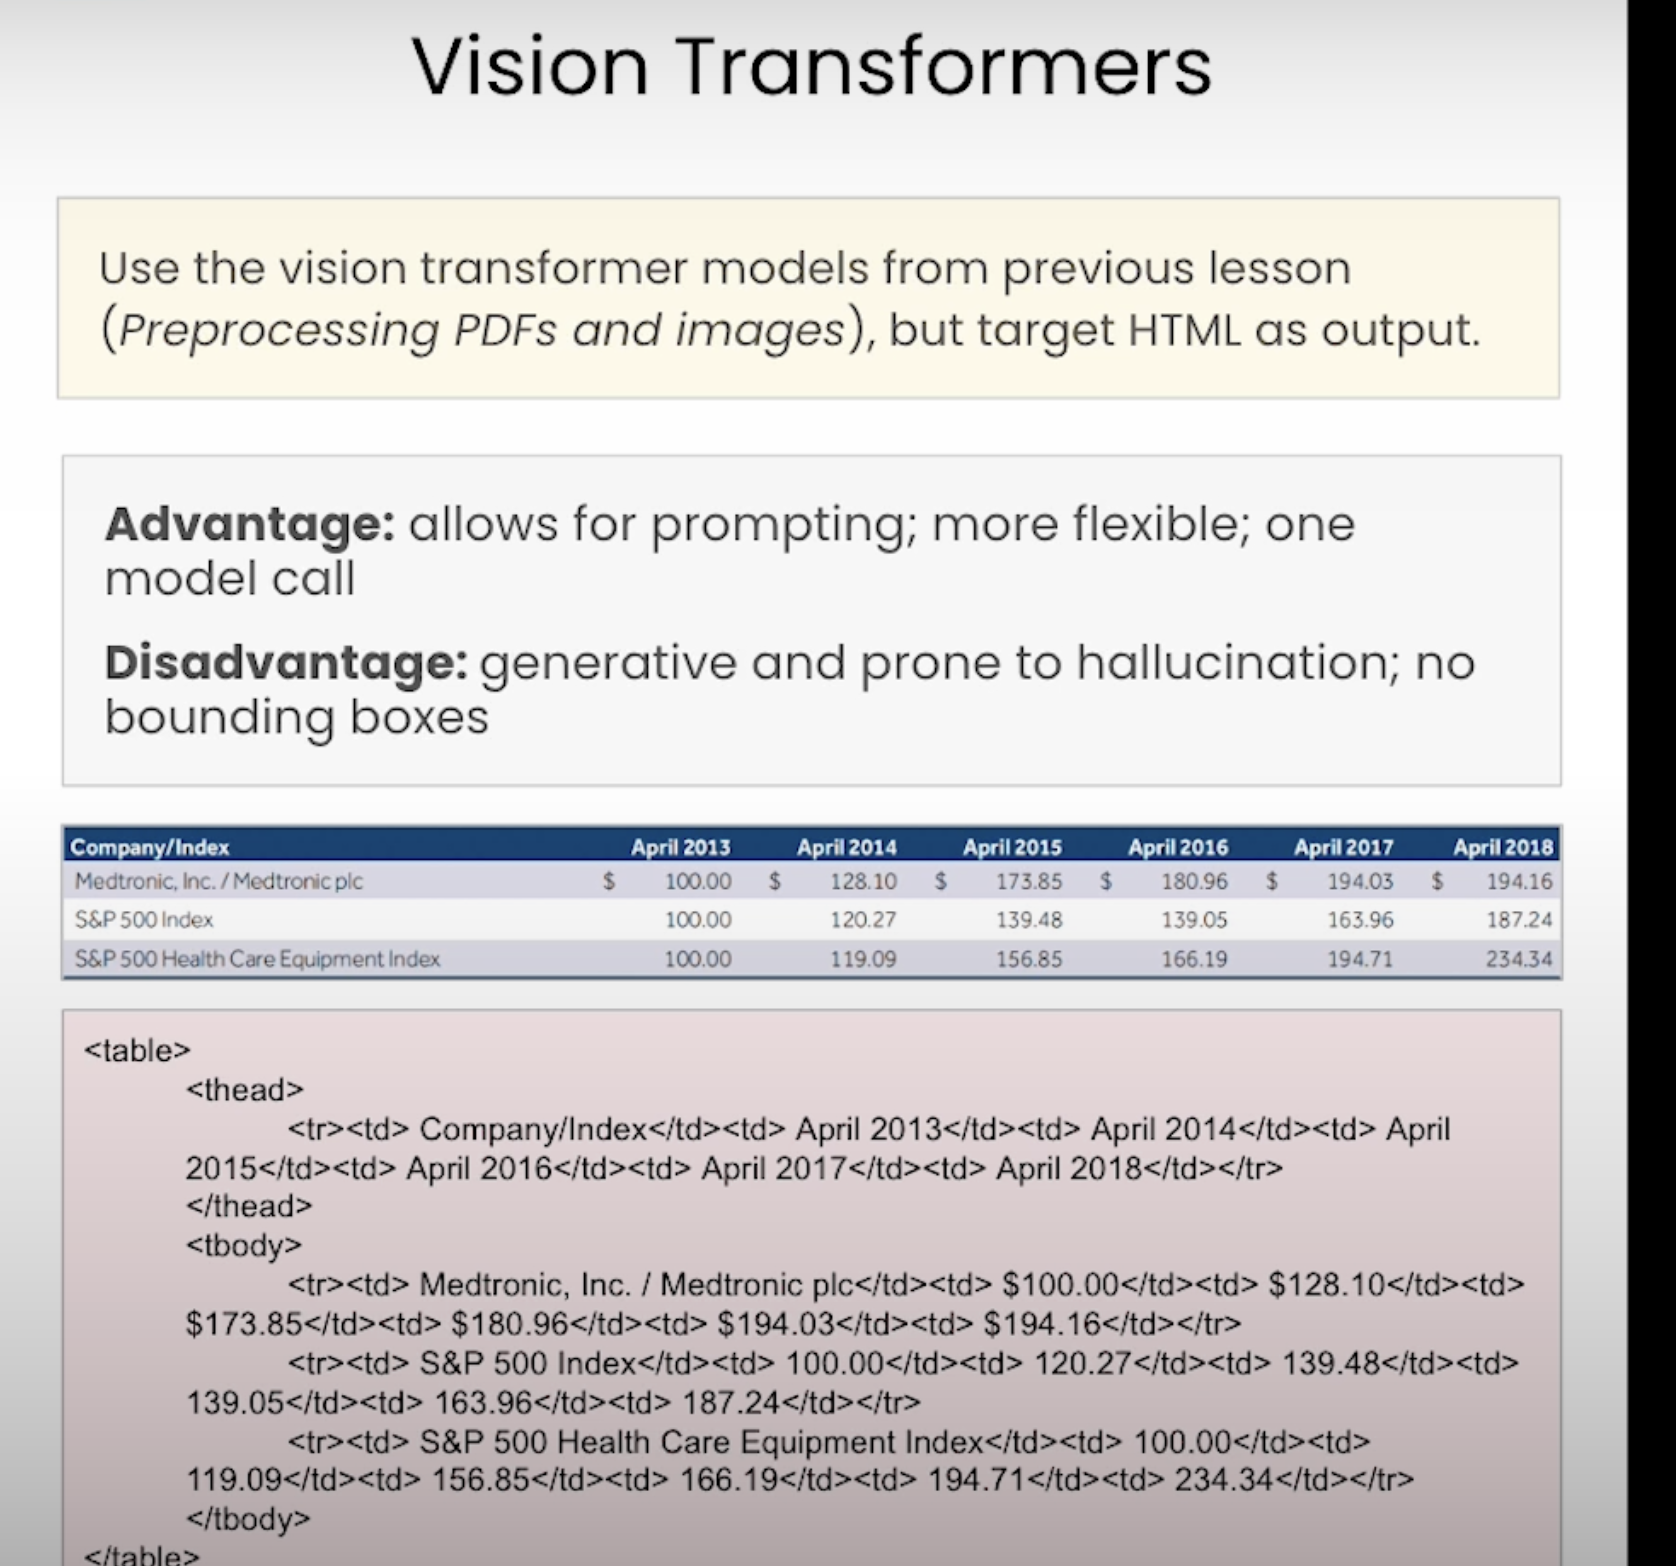 Vision Transformers
Use the vision transformer models from previous lesson
(Preprocessing PDFs and images), but target HTML as output.
Advantage: allows for prompting; more flexible; one
model call
Disadvantage: generative and prone to hallucination; no
bounding boxes
Company/Index April 2013 April 2014 April 2015 April 2016 April 2017 April 2018
Medtronic, Inc. / Medtronic plc $ 100.00 $ 128.10 $ 173.85 $ 180.96 $ 194.03 $ 194.16
S&P 500 Index 100.00 120.27 139.48 139.05 163.96 187.24
S&P 500 Health Care Equipment Index 100.00 119.09 156.85 166.19 194.71 234.34
<table>
<thead>
<tr><td> Company/Index</td><td> April 2013</td><td> April 2014</td><td> April
2015</td><td> April 2016</td><td> April 2017</td><td> April 2018</td></tr>
</thead>
<tbody>
<tr><td> Medtronic, Inc. / Medtronic plc</td><td> $100.00</td><td> $128.10</td><td>
$173.85</td><td> $180.96</td><td> $194.03</td><td> $194.16</td></tr>
<tr><td> S&P 500 Index</td><td> 100.00</td><td> 120.27</td><td> 139.48</td><td>
139.05</td><td> 163.96</td><td> 187.24</td></tr>
<tr><td> S&P 500 Health Care Equipment Index</td><td> 100.00</td><td>
119.09</td><td> 156.85</td><td> 166.19</td><td> 194.71</td><td> 234.34</td></tr>
</tbody>
</table>